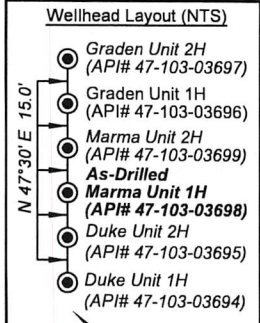 Wellhead Layout (NTS)
Graden Unit 2H
(API# 47-103-03697)
Graden Unit 1H
(API# 47-103-03696)
Marma Unit 2H
(API# 47-103-03699)
As-Drilled
Marma Unit 1H
(API# 47-103-03698)
Duke Unit 2H
(API# 47-103-03695)
Duke Unit 1H
(API# 47-103-03694)
N 47°30' E 15.0'